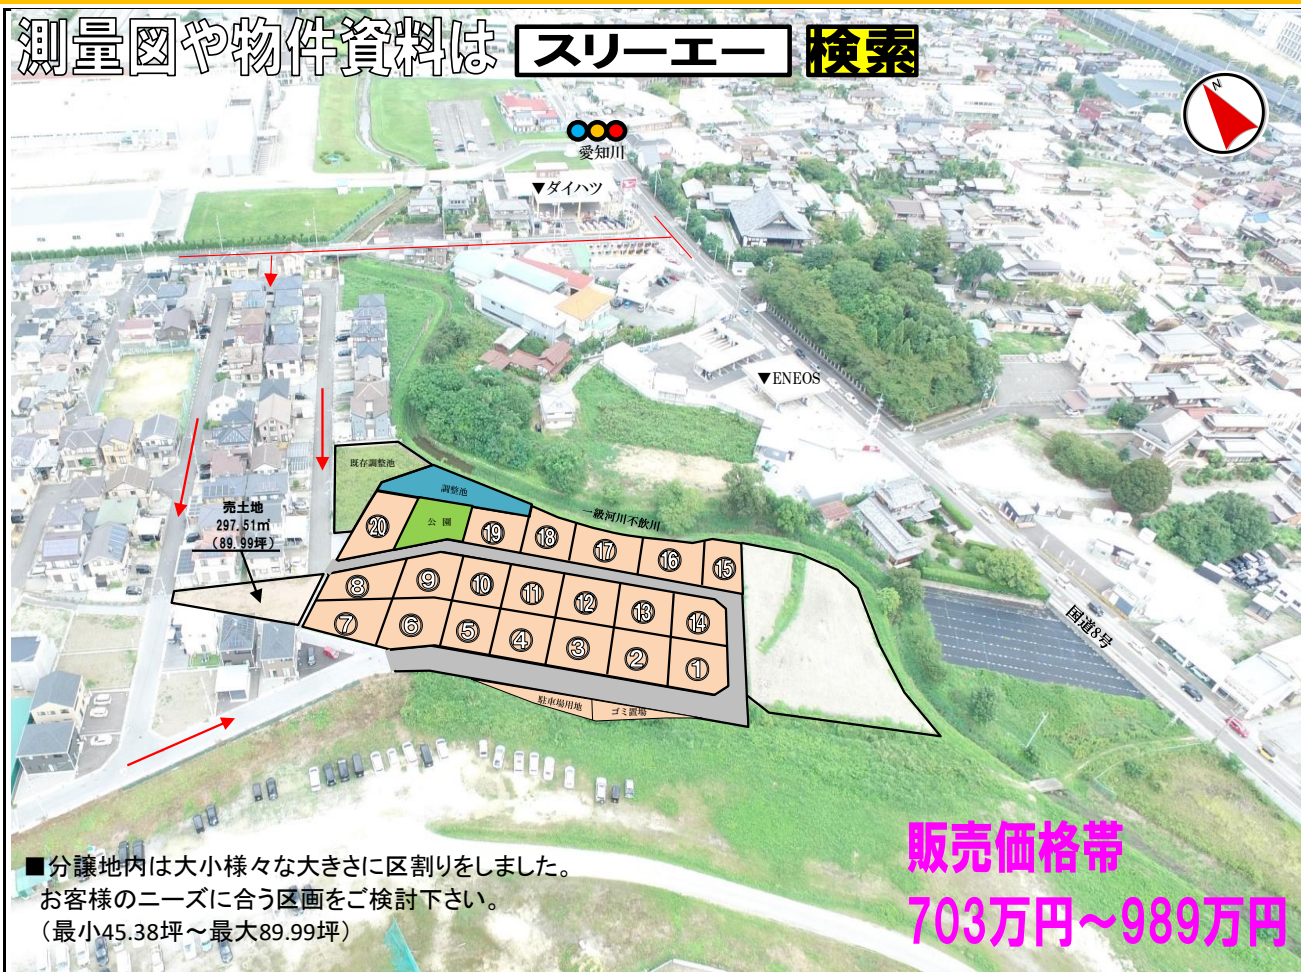 測量図や物件資料は スリーエー 検索
N
愛知川
▼ダイハツ
▼ENEOS
既存調整池
調整池
公園
一級河川不飲川
売土地
297.51㎡
(89.99坪)
⑳
⑲
⑱
⑰
⑯
⑮
⑧
⑨
⑩
⑪
⑫
⑬
⑭
⑦
⑥
⑤
④
③
②
①
国道8号
駐車場用地
ゴミ置場
■分譲地内は大小様々な大きさに区割りをしました。
お客様のニーズに合う区画をご検討下さい。
(最小45.38坪～最大89.99坪)
販売価格帯
703万円～989万円